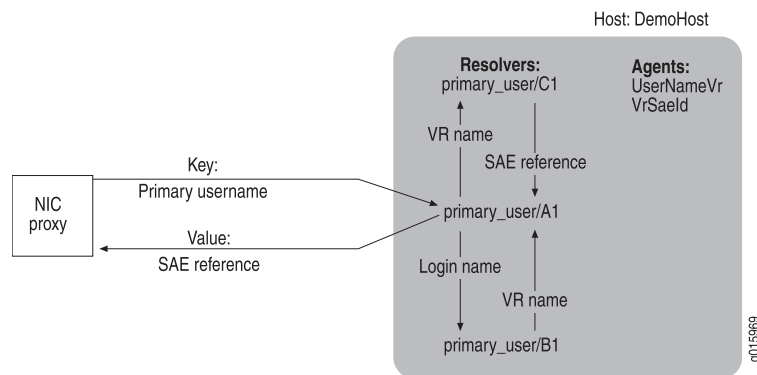 Host: DemoHost
Resolvers:
primary_user/C1
Agents:
UserNameVr
VrSaeId
VR name
SAE reference
Key:
Primary username
NIC
proxy
primary_user/A1
Value:
SAE reference
Login name
VR name
primary_user/B1
g015969